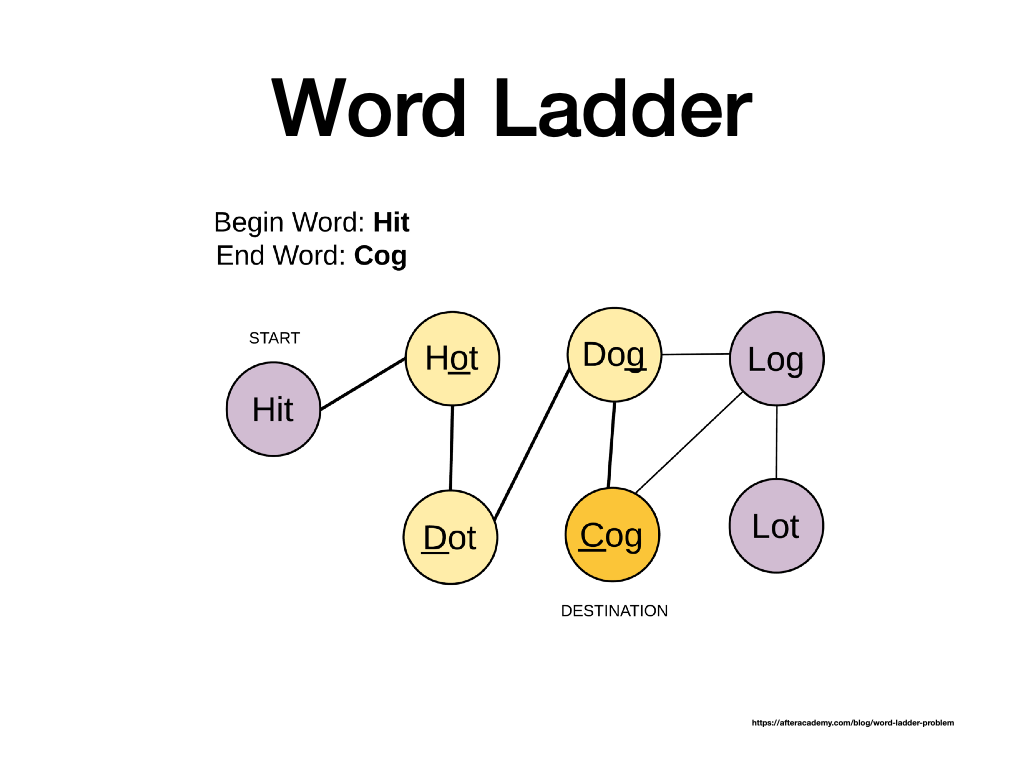 Word Ladder
Begin Word: Hit
End Word: Cog
START
Hit
Hot
Dog
Log
Dot
Cog
Lot
DESTINATION
https://afteracademy.com/blog/word-ladder-problem